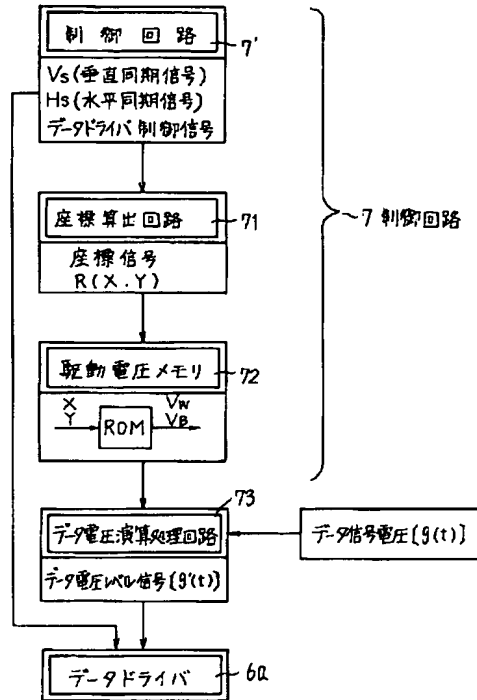 制御回路
7'
Vs(垂直同期信号)
Hs(水平同期信号)
データドライバ制御信号
座標算出回路
71
座標信号
R(X.Y)
7 制御回路
駆動電圧メモリ
72
X
Y
ROM
VW
VB
73
データ電圧演算処理回路
データ信号電圧[g(t)]
データ電圧レベル信号[g'(t)]
データドライバ
6a